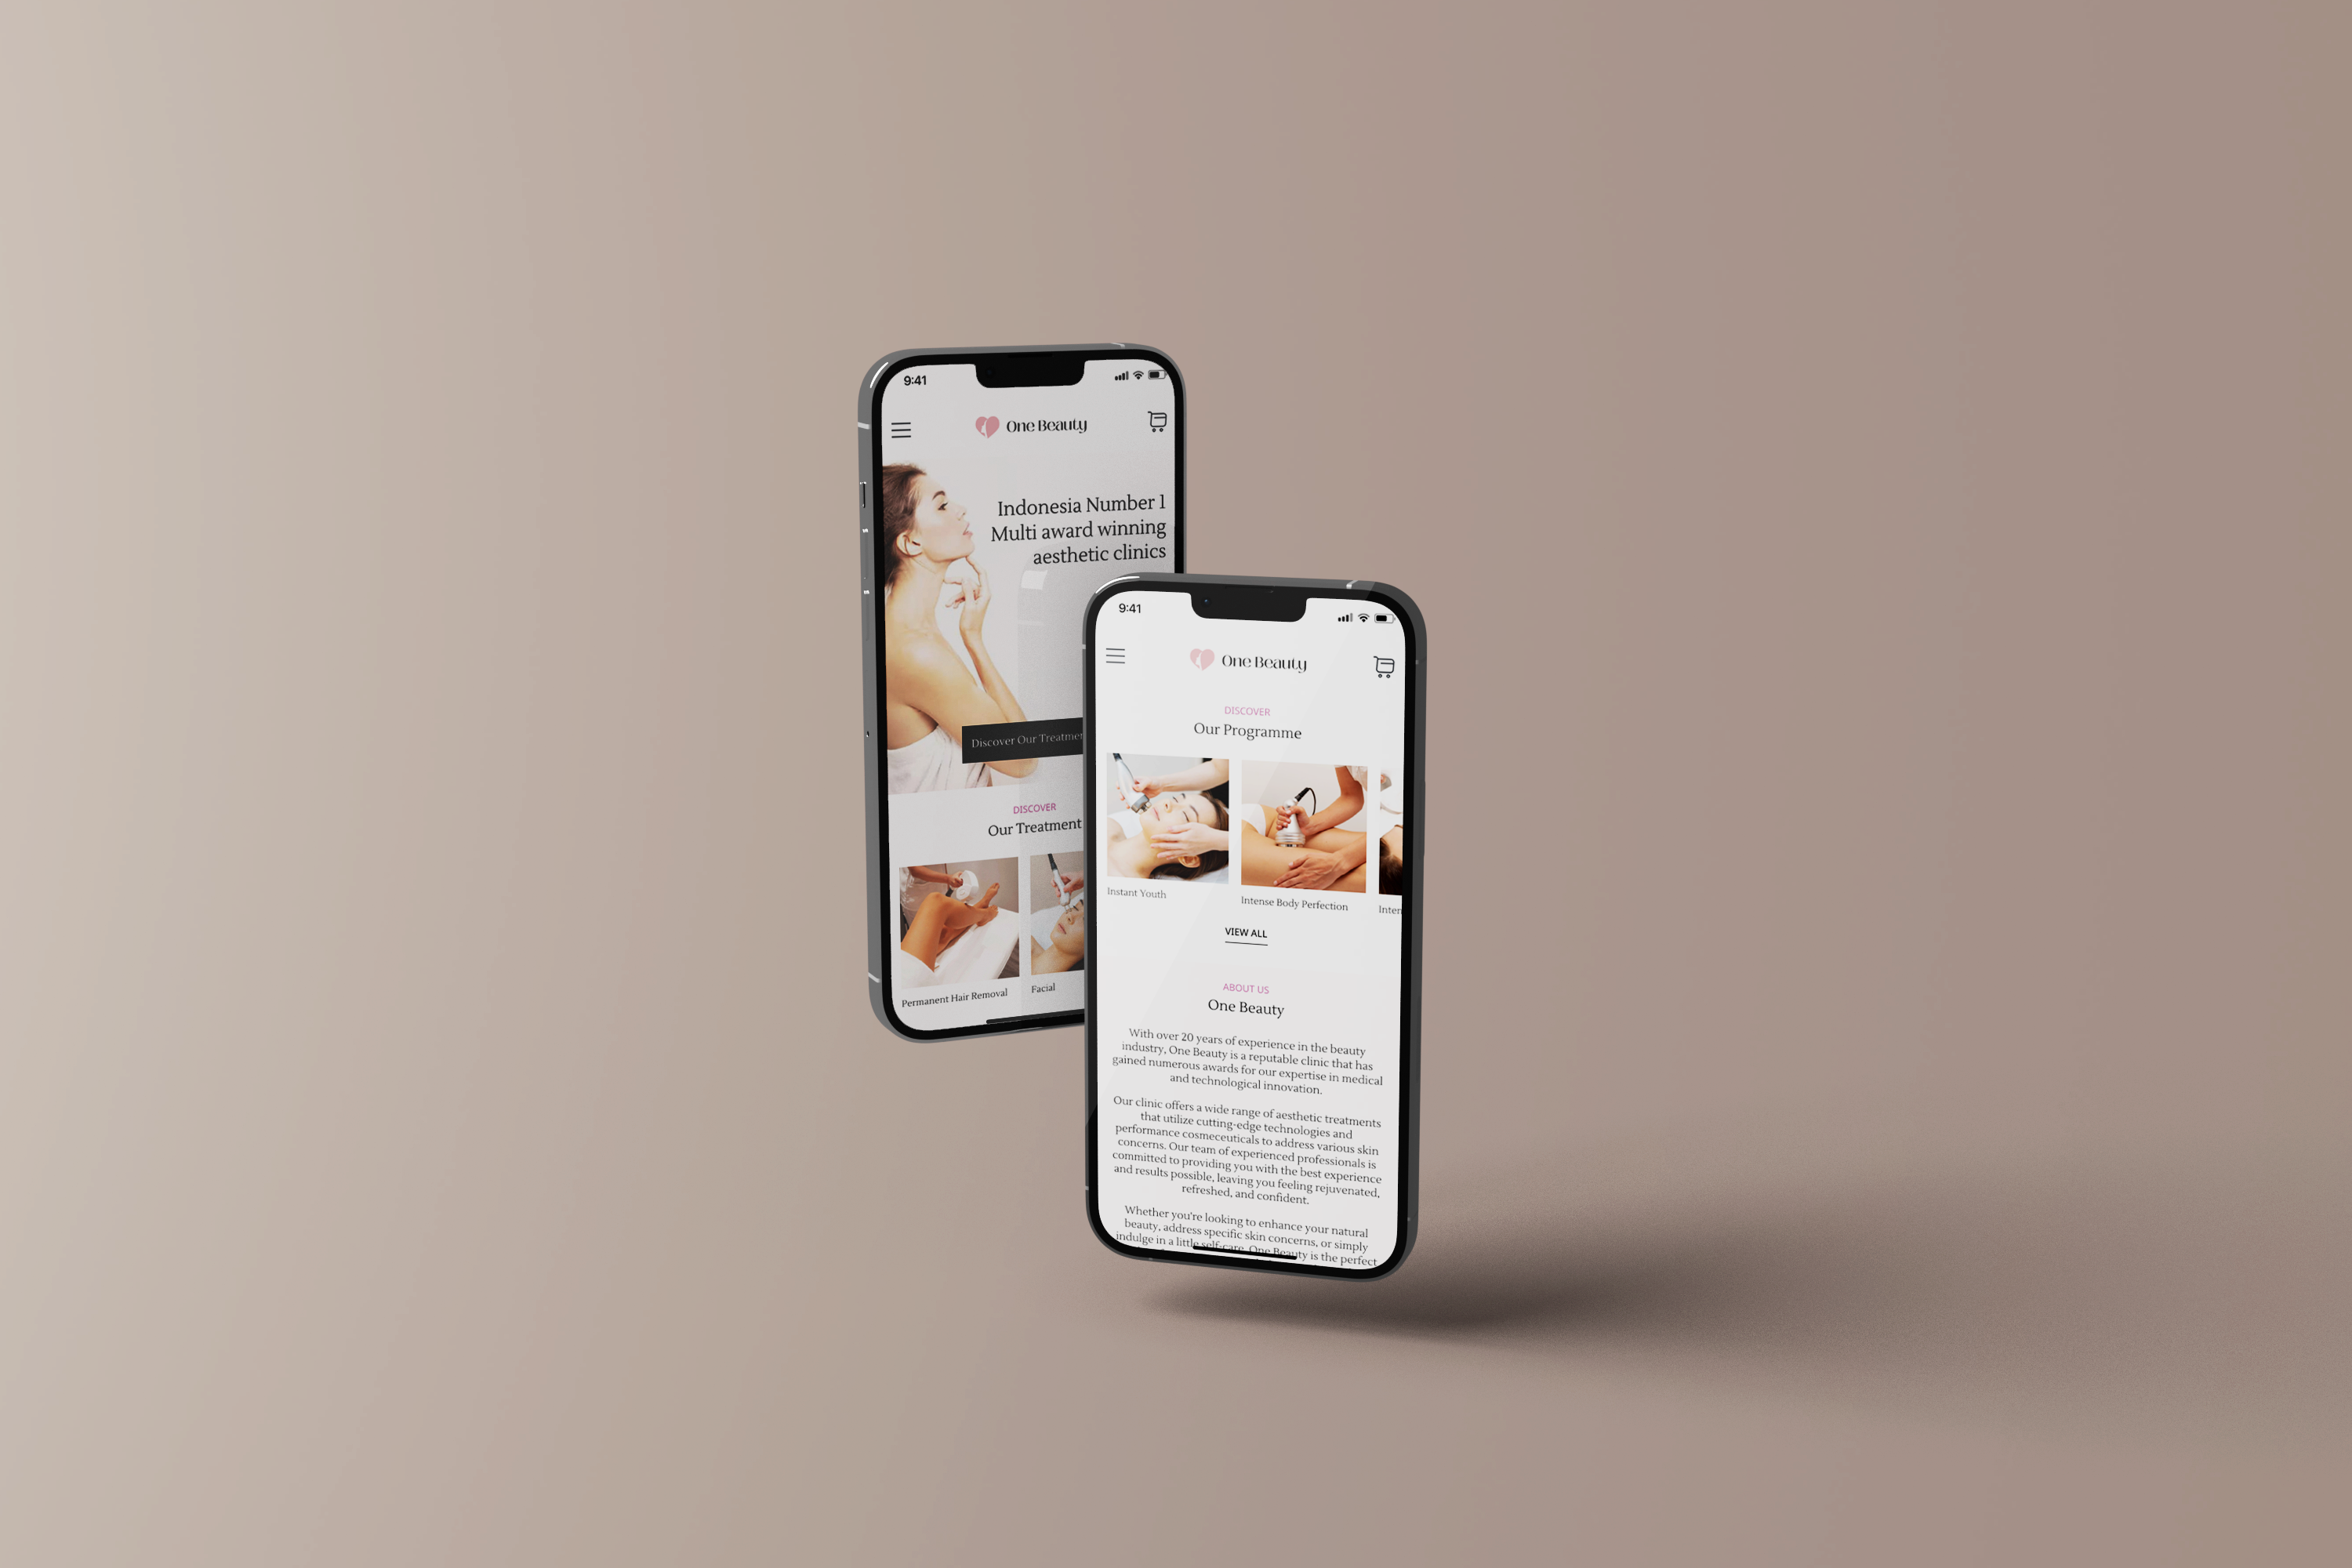 9:41
One Beauty
Indonesia Number 1
Multi award winning
aesthetic clinics
Discover Our
DISCOVER
Our Treatment
Permanent Hair Removal
Facial
9:41
One Beauty
DISCOVER
Our Programme
Instant Youth
Intense Body Perfection
VIEW ALL
ABOUT US
One Beauty
With over 20 years of experience in the beauty
industry, One Beauty is a reputable clinic that has
gained numerous awards for our expertise in medical
and technological innovation.
Our clinic offers a wide range of aesthetic treatments
that utilize cutting-edge technologies and
performance cosmeceuticals to address various skin
concerns. Our team of experienced professionals is
committed to providing you with the best experience
and results possible, leaving you feeling rejuvenated,
refreshed, and confident.
Whether you're looking to enhance your natural
beauty, address specific skin concerns, or simply
indulge in a little self-care, One Beauty is the perfect